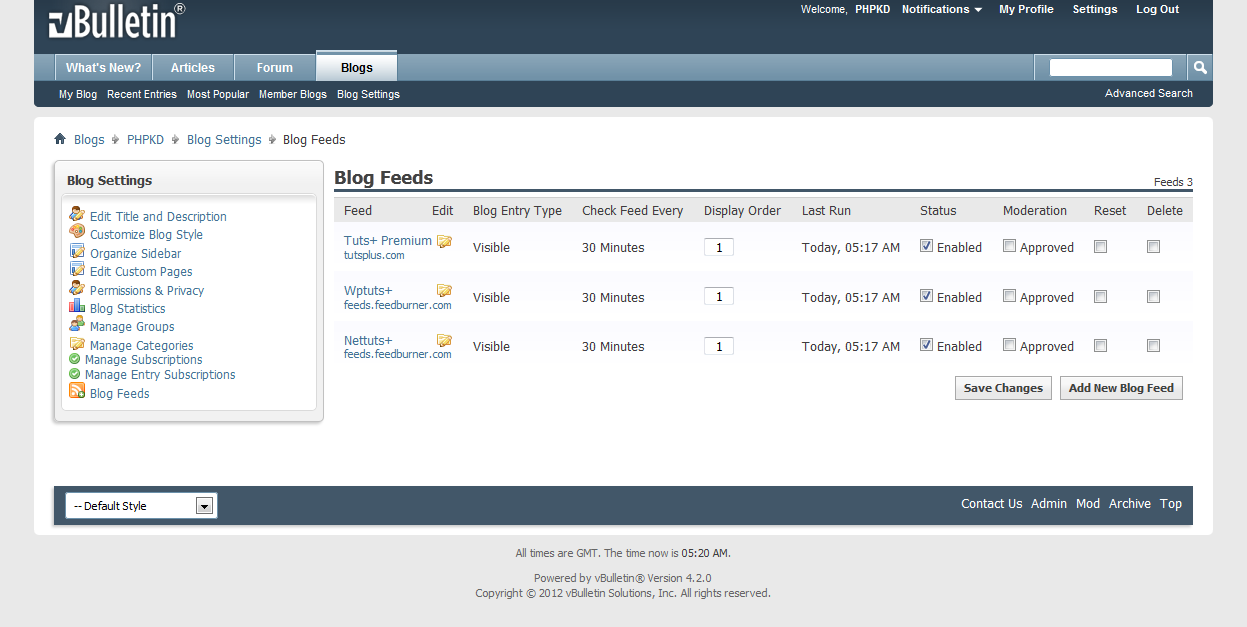 vBulletin®
Welcome, PHPKD Notifications My Profile Settings Log Out
What's New? Articles Forum Blogs
My Blog Recent Entries Most Popular Member Blogs Blog Settings Advanced Search
Blogs PHPKD Blog Settings Blog Feeds
Blog Settings
Edit Title and Description
Customize Blog Style
Organize Sidebar
Edit Custom Pages
Permissions & Privacy
Blog Statistics
Manage Groups
Manage Categories
Manage Subscriptions
Manage Entry Subscriptions
Blog Feeds
Blog Feeds Feeds 3
Feed Edit Blog Entry Type Check Feed Every Display Order Last Run Status Moderation Reset Delete
Tuts+ Premium
tutsplus.com Visible 30 Minutes 1 Today, 05:17 AM Enabled Approved
Wptuts+
feeds.feedburner.com Visible 30 Minutes 1 Today, 05:17 AM Enabled Approved
Nettuts+
feeds.feedburner.com Visible 30 Minutes 1 Today, 05:17 AM Enabled Approved
Save Changes Add New Blog Feed
-- Default Style Contact Us Admin Mod Archive Top
All times are GMT. The time now is 05:20 AM.
Powered by vBulletin® Version 4.2.0
Copyright © 2012 vBulletin Solutions, Inc. All rights reserved.